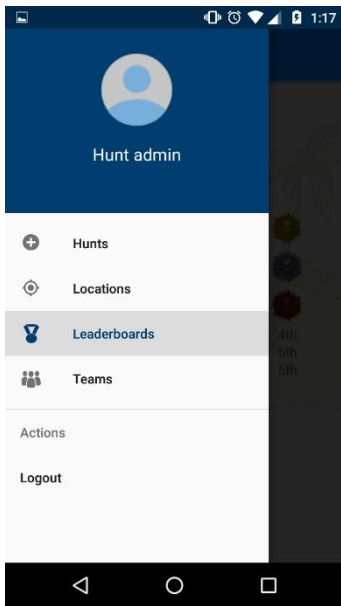 1:17
Hunt admin
Hunts
Locations
Leaderboards
4th
5th
6th
Teams
Actions
Logout